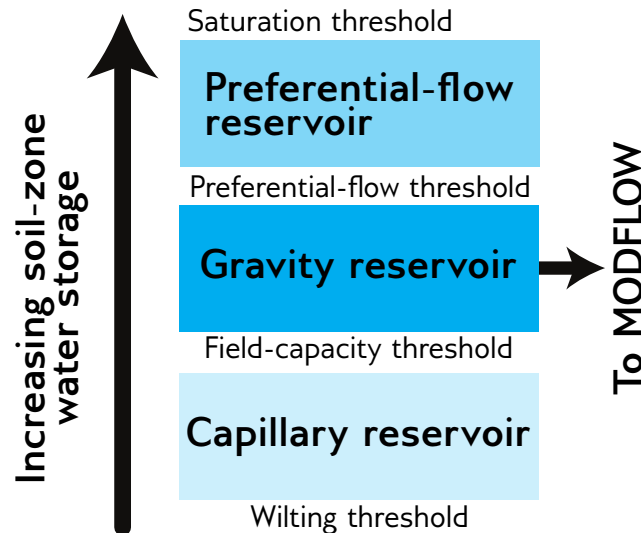 Saturation threshold
Preferential-flow
reservoir
Preferential-flow threshold
Gravity reservoir
Field-capacity threshold
Capillary reservoir
Wilting threshold
Increasing soil-zone
water storage
To MODFLOW